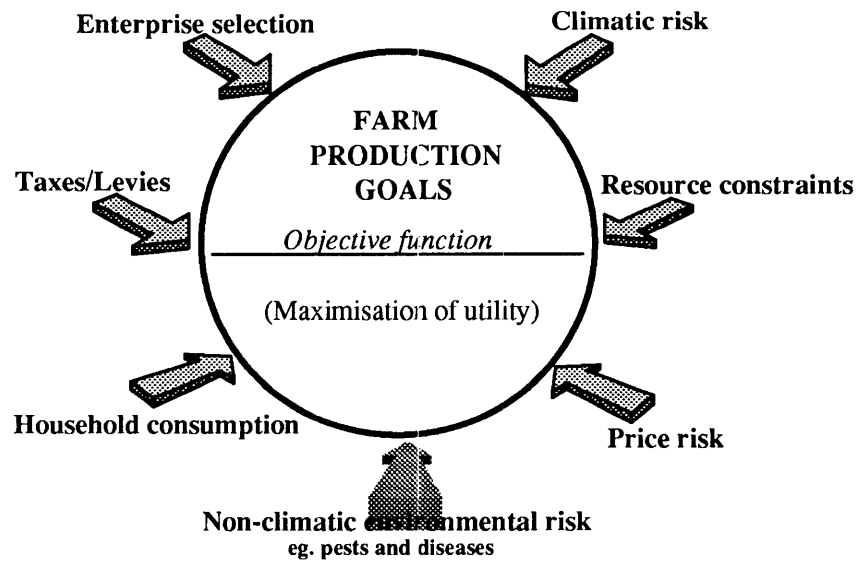 Enterprise selection
Climatic risk
FARM
PRODUCTION
GOALS
Taxes/Levies
Resource constraints
Objective function
(Maximisation of utility)
Household consumption
Price risk
Non-climatic environmental risk
eg. pests and diseases